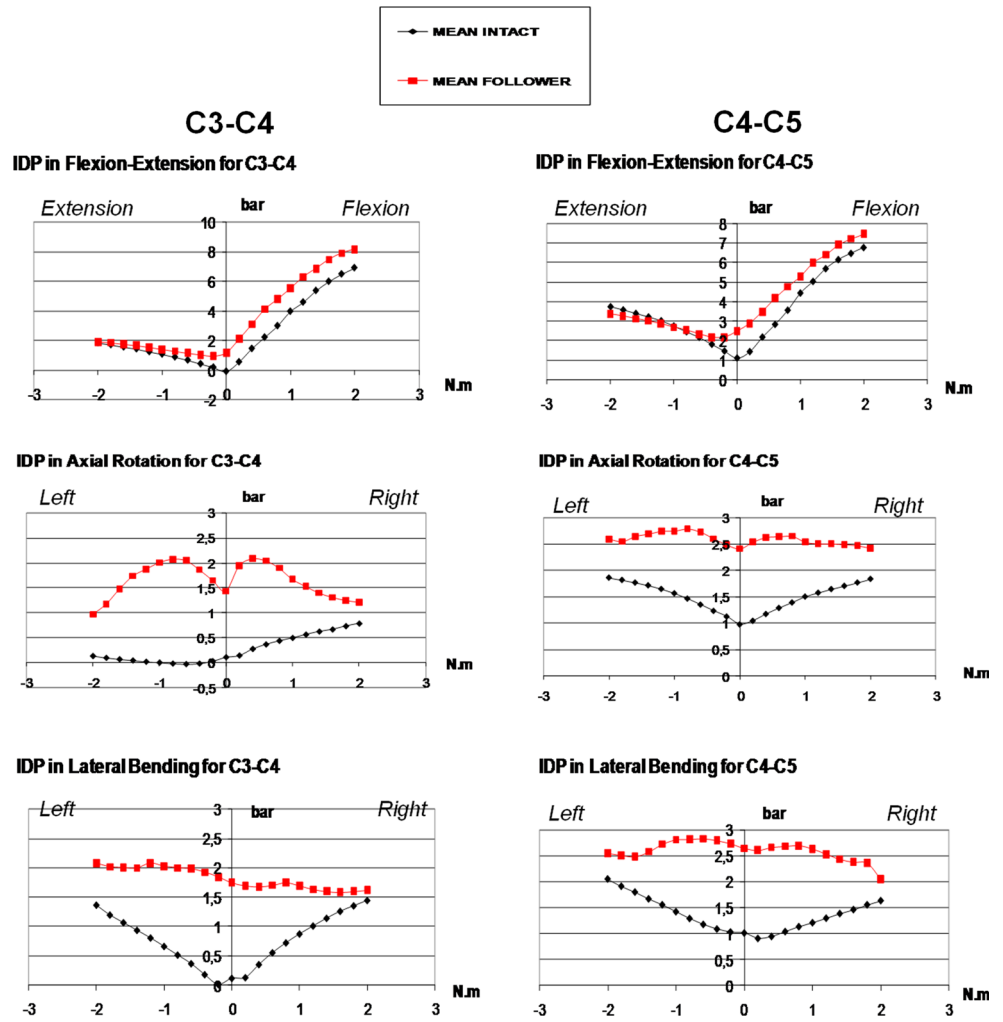 MEAN INTACT
MEAN FOLLOWER
C3-C4
C4-C5
IDP in Flexion-Extension for C3-C4
Extension
bar
Flexion
10
8
6
4
2
0
-2
-3
-2
-1
0
1
2
3
N.m
IDP in Flexion-Extension for C4-C5
Extension
bar
Flexion
8
7
6
5
4
3
2
1
0
-3
-2
-1
0
1
2
3
N.m
IDP in Axial Rotation for C3-C4
Left
bar
Right
3
2,5
2
1,5
1
0,5
0
-0,5
-3
-2
-1
0
1
2
3
N.m
IDP in Axial Rotation for C4-C5
Left
bar
Right
3
2,5
2
1,5
1
0,5
0
-3
-2
-1
0
1
2
3
N.m
IDP in Lateral Bending for C3-C4
Left
bar
Right
3
2,5
2
1,5
1
0,5
0
-3
-2
-1
0
1
2
3
N.m
IDP in Lateral Bending for C4-C5
Left
bar
Right
3
2,5
2
1,5
1
0,5
0
-3
-2
-1
0
1
2
3
N.m